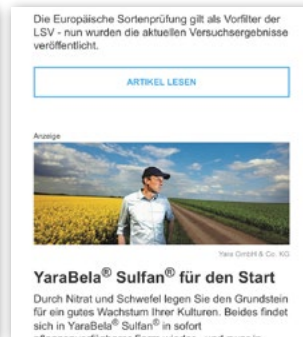 Die Europäische Sortenprüfung gilt als Vorfilter der
LSV - nun wurden die aktuellen Versuchsergebnisse
veröffentlicht.
ARTIKEL LESEN
Anzeige
Yara GmbH & Co. KG
YaraBela® Sulfan® für den Start
Durch Nitrat und Schwefel legen Sie den Grundstein
für ein gutes Wachstum Ihrer Kulturen. Beides findet
sich in YaraBela® Sulfan® in sofort